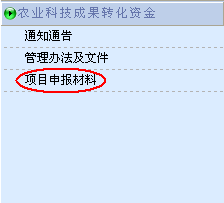 农业科技成果转化资金
通知通告
管理办法及文件
项目申报材料